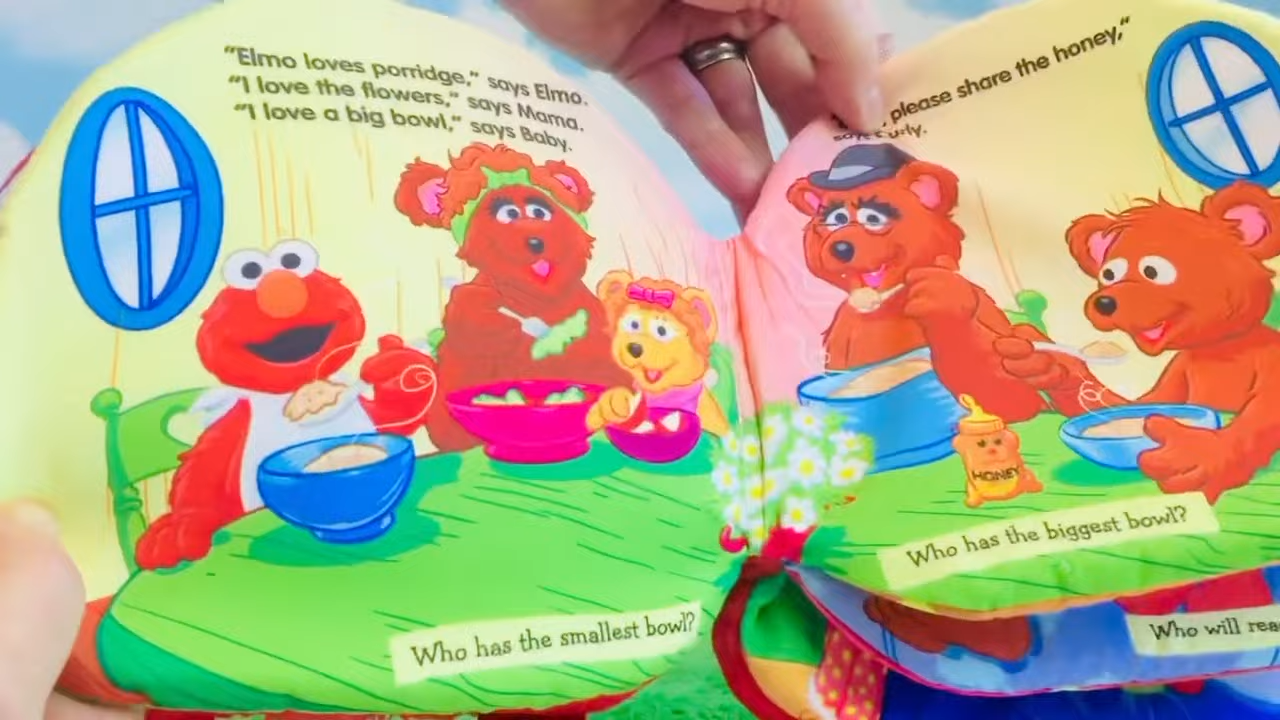 “Elmo loves porridge,” says Elmo.
“I love the flowers,” says Mama.
“I love a big bowl,” says Baby.
Who has the smallest bowl?
please share the honey,”
HONEY
Who has the biggest bowl?
Who will